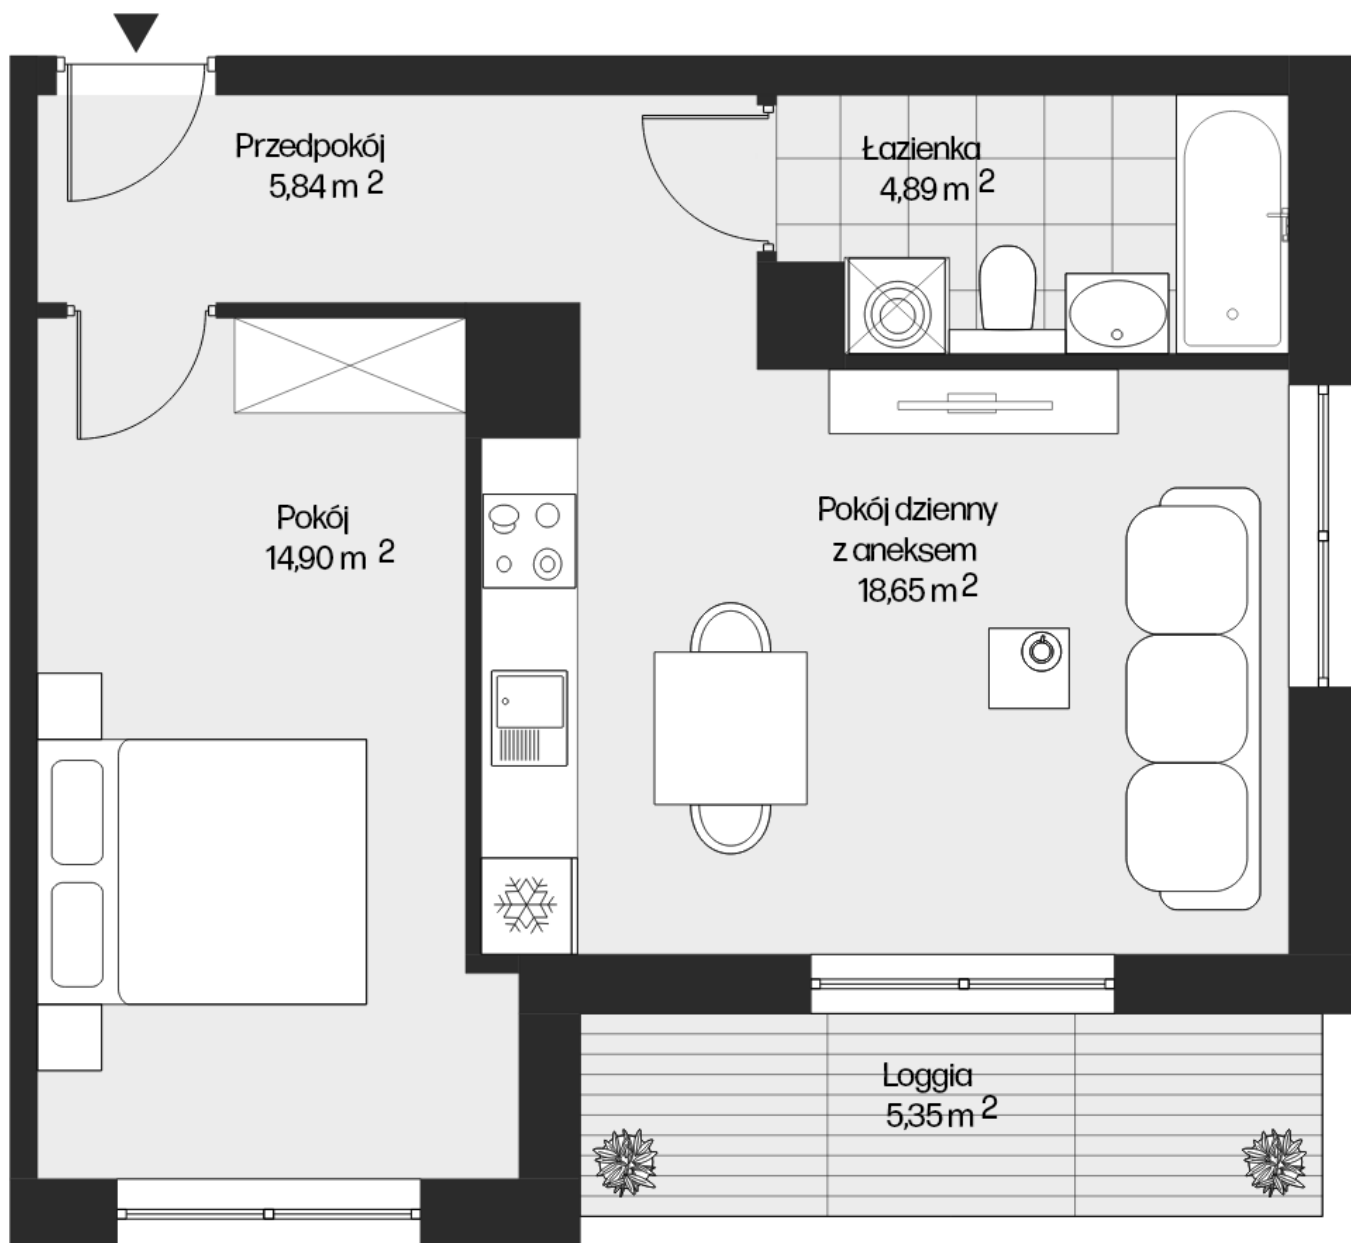 Przedpokój
5,84 m 2
Łazienka
4,89 m 2
Pokój
14,90 m 2
Pokój dzienny
z aneksem
18,65 m 2
Loggia
5,35 m 2